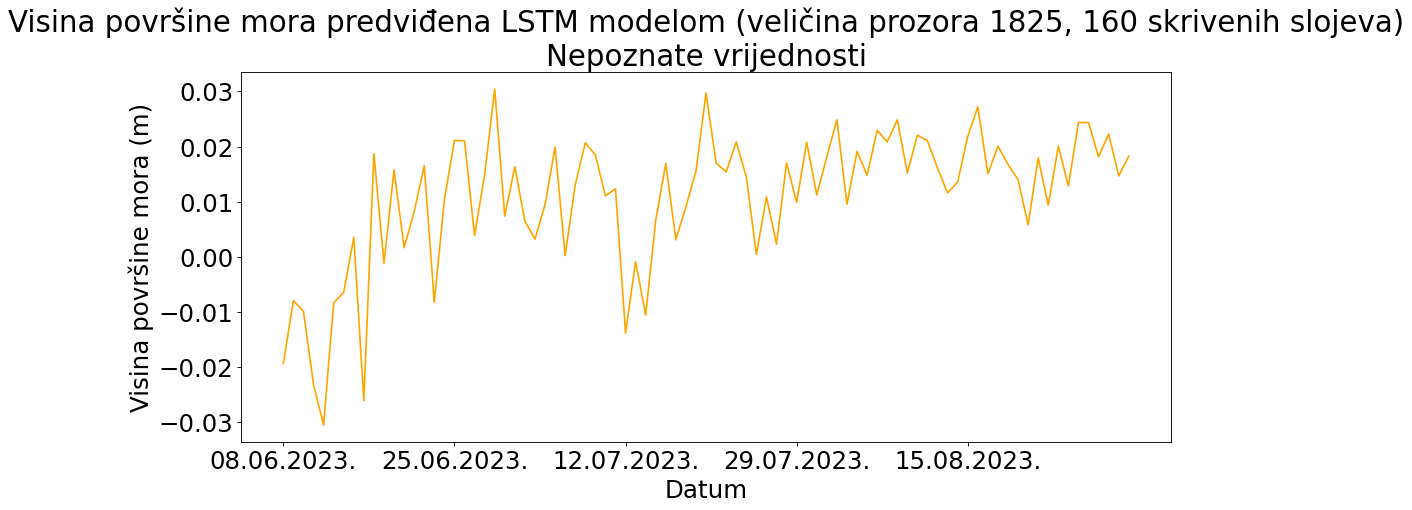 Visina površine mora predviđena LSTM modelom (veličina prozora 1825, 160 skrivenih slojeva)
Nepoznate vrijednosti
Visina površine mora (m)
0.03
0.02
0.01
0.00
−0.01
−0.02
−0.03
08.06.2023. 25.06.2023. 12.07.2023. 29.07.2023. 15.08.2023.
Datum